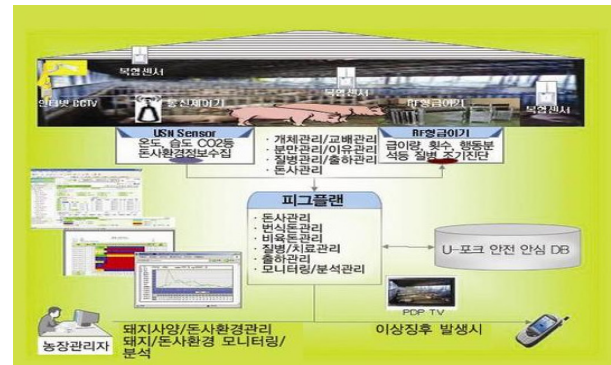 복합센서
복합센서
인터넷 CCTV
통신제어기
RF형급이기
복합센서
USN Sensor
온도, 습도 CO2등
돈사환경정보수집
· 개체관리/교배관리
· 분만관리/이유관리
· 질병관리/출하관리
· 돈사관리
RF형급이기
급이량, 횟수, 행동분
석등 질병 조기진단
피그플랜
· 돈사관리
· 번식돈관리
· 비육돈관리
· 질병/치료관리
· 출하관리
· 모니터링/분석관리
U-포크 안전 안심 DB
PDP TV
농장관리자
돼지사양/돈사환경관리
돼지/돈사환경 모니터링/
분석
이상징후 발생시